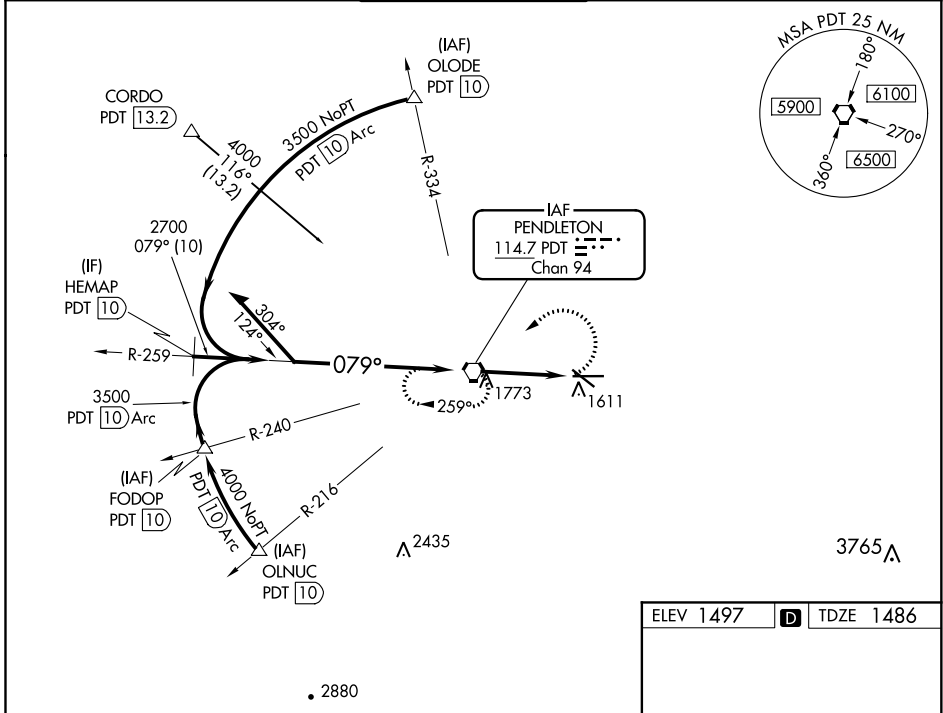 (IAF)
OLODE
PDT 10
CORDO
PDT 13.2
3500 NoPT
PDT 10 Arc
4000
116°
(13.2)
R-334
MSA PDT 25 NM
180°
5900
6100
270°
6500
360°
IAF
PENDLETON
114.7 PDT
Chan 94
2700
079° (10)
(IF)
HEMAP
PDT 10
304°
124°
R-259
079°
1773
1611
259°
3500
PDT 10 Arc
R-240
(IAF)
FODOP
PDT 10
4000 NoPT
PDT 10 Arc
R-216
(IAF)
OLNUC
PDT 10
2435
3765
2880
ELEV 1497 D TDZE 1486